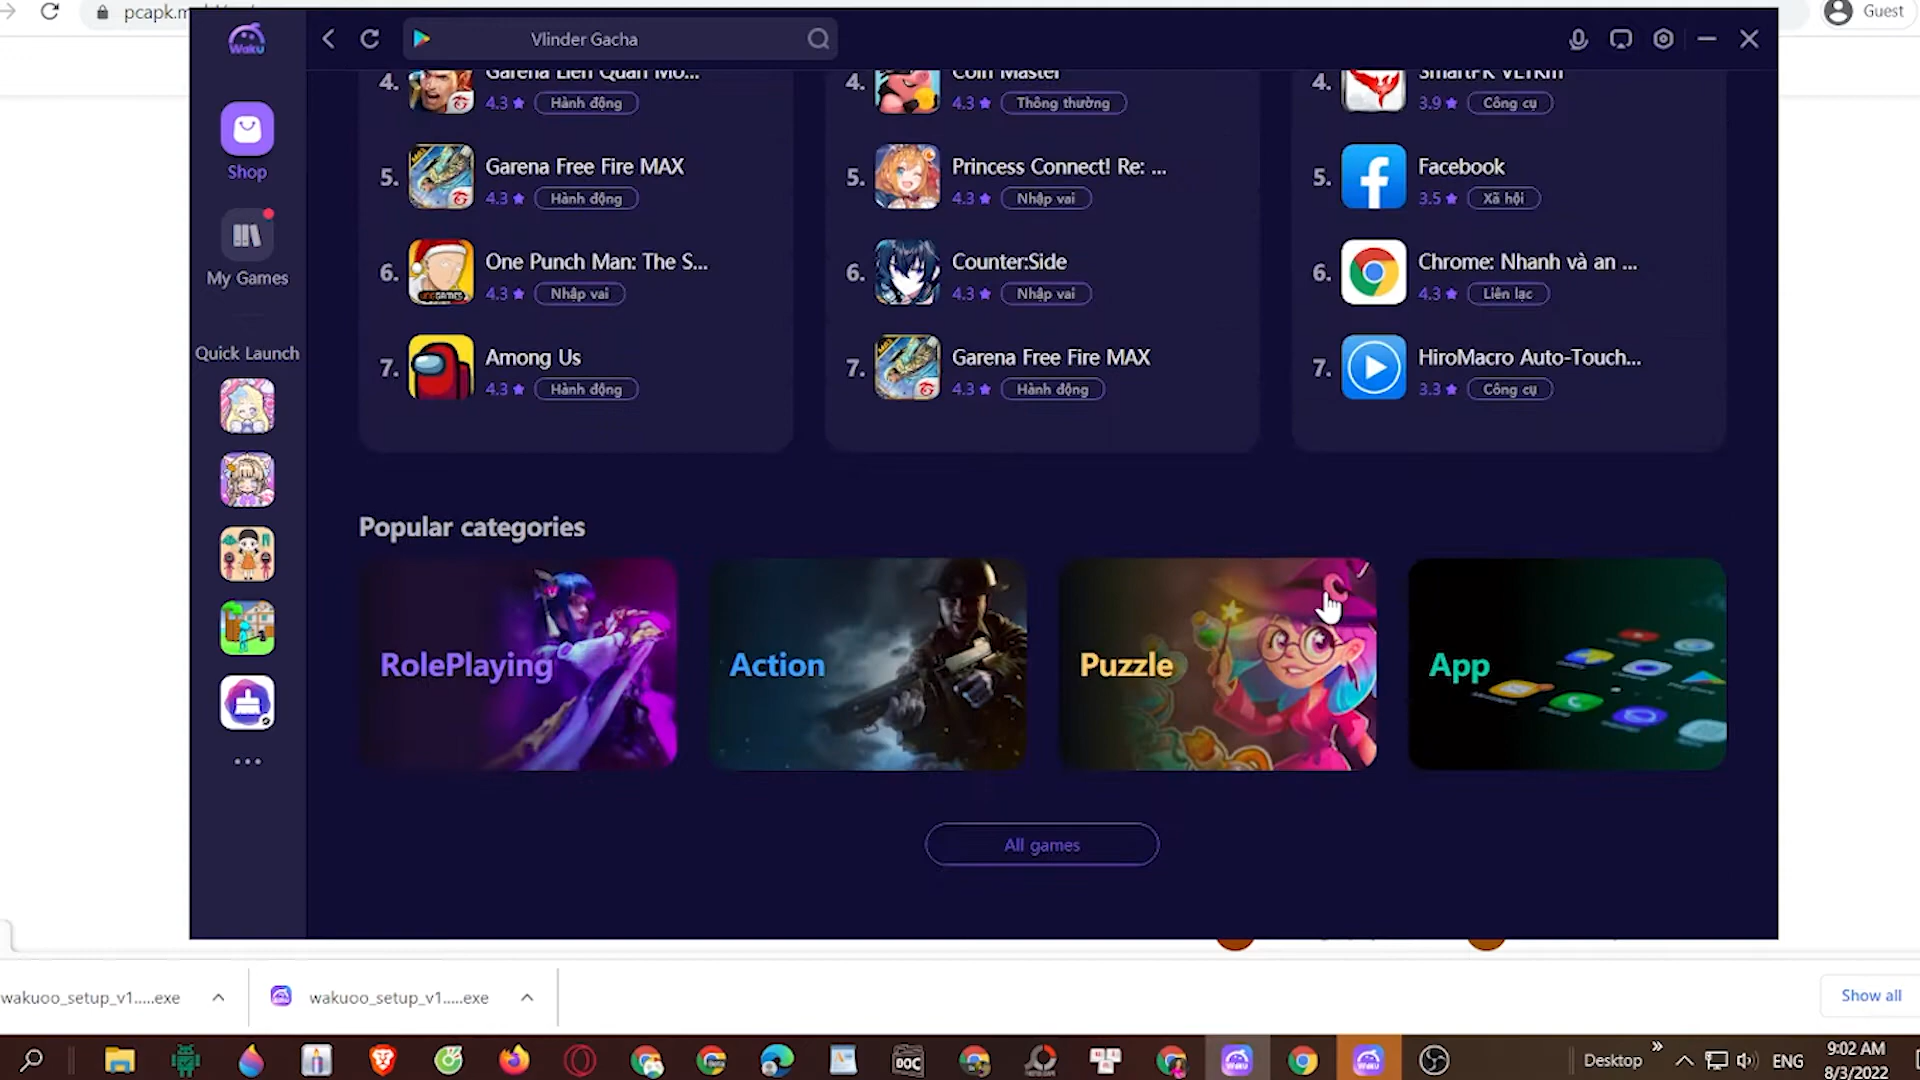 pcapk.m
Guest
Waku
Vlinder Gacha
Shop
My Games
Quick Launch
4.
Garena Liên Quân Mo...
4.3 ★ Hành động
5.
Garena Free Fire MAX
4.3 ★ Hành động
6.
One Punch Man: The S...
4.3 ★ Nhập vai
7.
Among Us
4.3 ★ Hành động
4.
Coin Master
4.3 ★ Thông thường
5.
Princess Connect! Re: ...
4.3 ★ Nhập vai
6.
Counter:Side
4.3 ★ Nhập vai
7.
Garena Free Fire MAX
4.3 ★ Hành động
4.
3.9 ★ Công cụ
5.
Facebook
3.5 ★ Xã hội
6.
Chrome: Nhanh và an ...
4.3 ★ Liên lạc
7.
HiroMacro Auto-Touch...
3.3 ★ Công cụ
Popular categories
RolePlaying
Action
Puzzle
App
All games
wakuoo_setup_v1.....exe
wakuoo_setup_v1.....exe
Show all
DOC
Desktop
ENG
9:02 AM
8/3/2022